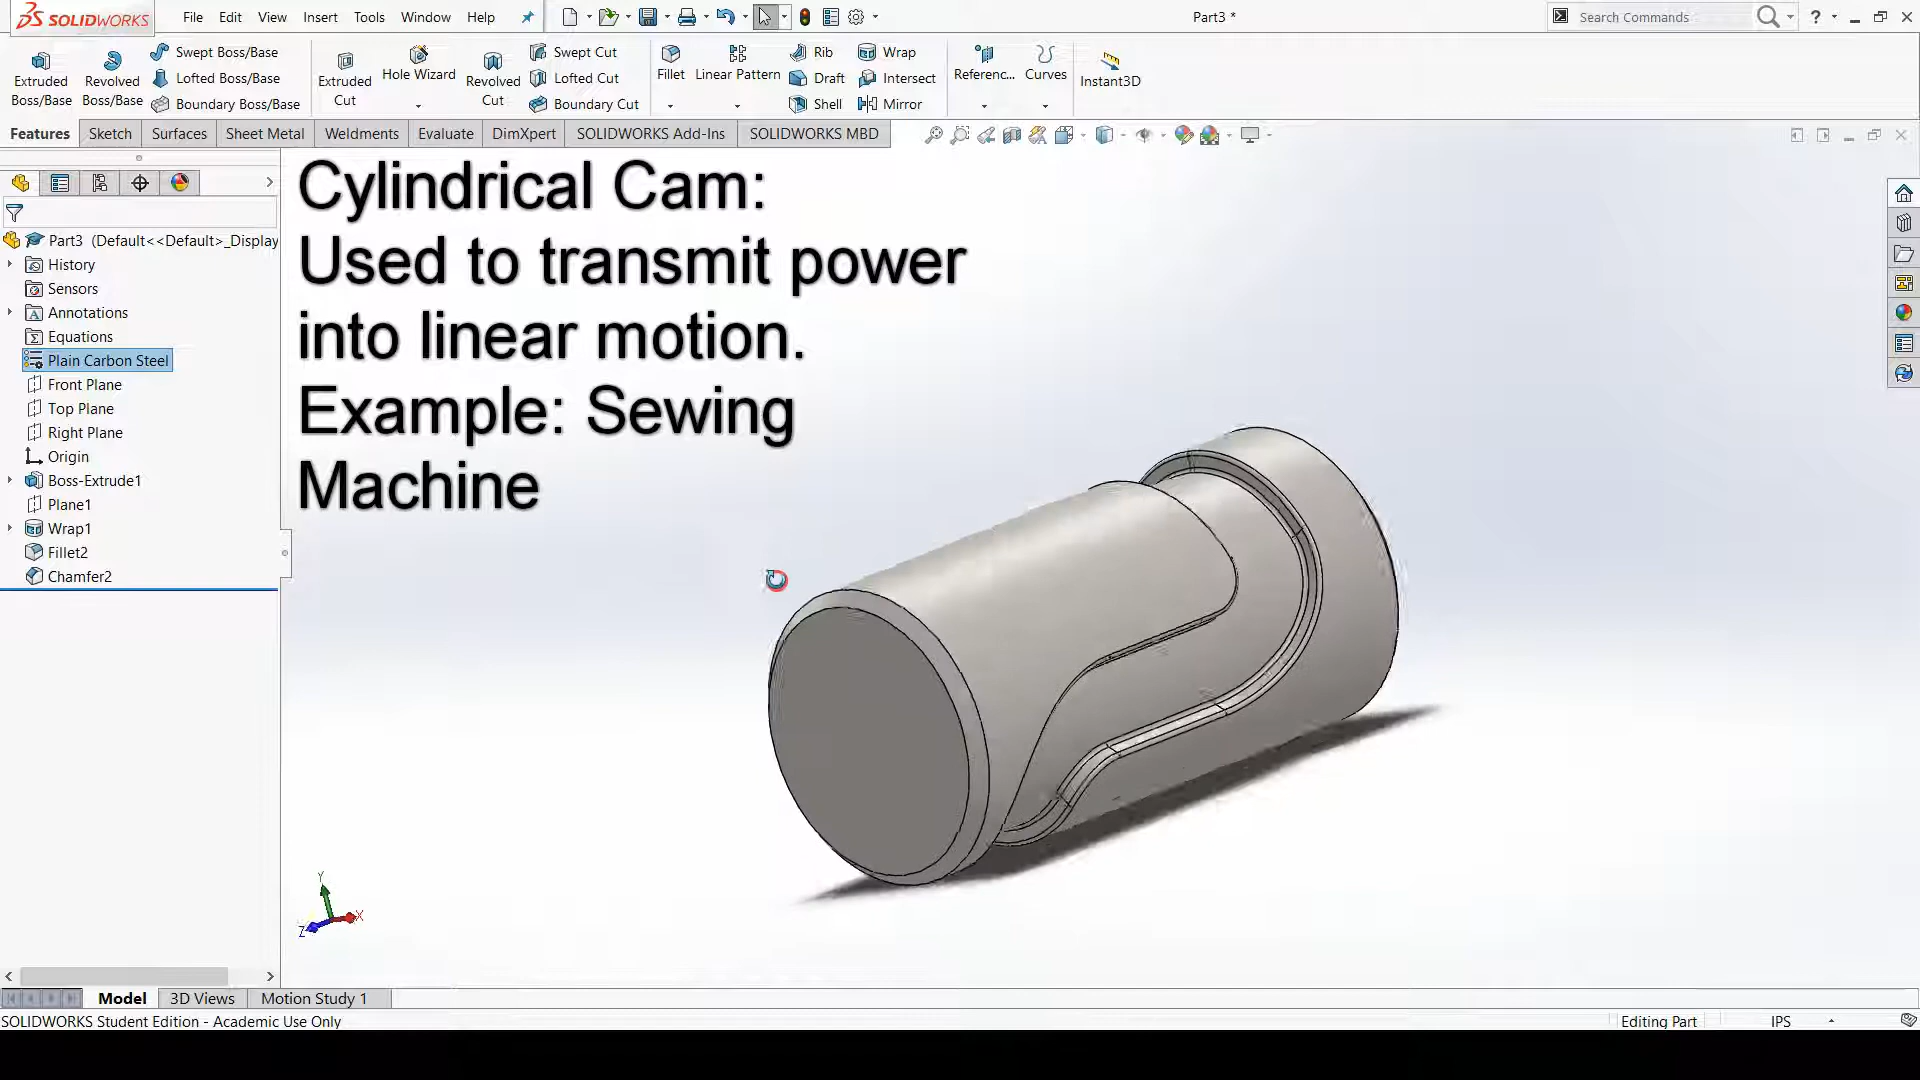 SOLIDWORKS File Edit View Insert Tools Window Help Part3 * Search Commands
Extruded Boss/Base
Revolved Boss/Base
Swept Boss/Base
Lofted Boss/Base
Boundary Boss/Base
Extruded Cut
Hole Wizard
Revolved Cut
Swept Cut
Lofted Cut
Boundary Cut
Fillet
Linear Pattern
Rib
Draft
Shell
Wrap
Intersect
Mirror
Referenc...
Curves
Instant3D
Features Sketch Surfaces Sheet Metal Weldments Evaluate DimXpert SOLIDWORKS Add-Ins SOLIDWORKS MBD
Part3 (Default<<Default>_Display
History
Sensors
Annotations
Equations
Plain Carbon Steel
Front Plane
Top Plane
Right Plane
Origin
Boss-Extrude1
Plane1
Wrap1
Fillet2
Chamfer2
Cylindrical Cam:
Used to transmit power
into linear motion.
Example: Sewing
Machine
Y
X
Z
Model 3D Views Motion Study 1
SOLIDWORKS Student Edition - Academic Use Only Editing Part IPS